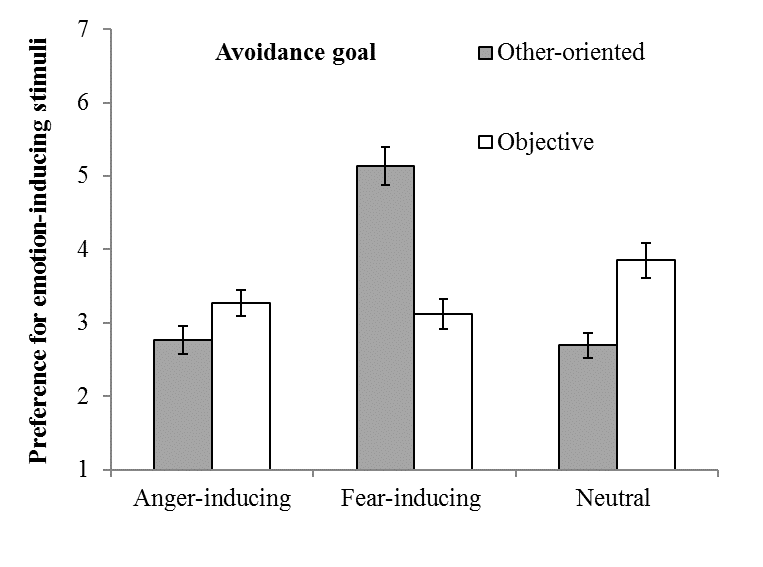 Preference for emotion-inducing stimuli
7
6
5
4
3
2
1
Avoidance goal
Other-oriented
Objective
Anger-inducing
Fear-inducing
Neutral